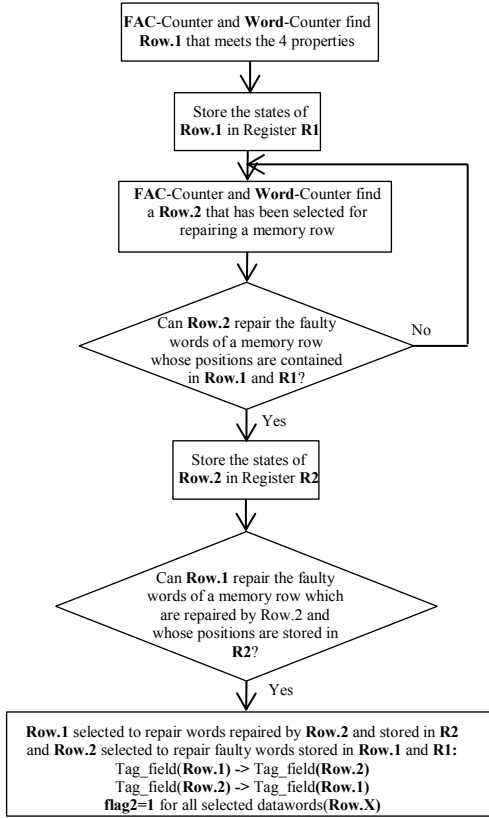 FAC-Counter and Word-Counter find
Row.1 that meets the 4 properties
Store the states of
Row.1 in Register R1
FAC-Counter and Word-Counter find
a Row.2 that has been selected for
repairing a memory row
Can Row.2 repair the faulty
words of a memory row
whose positions are contained
in Row.1 and R1?
No
Yes
Store the states of
Row.2 in Register R2
Can Row.1 repair the faulty
words of a memory row which
are repaired by Row.2 and
whose positions are stored in
R2?
Yes
Row.1 selected to repair words repaired by Row.2 and stored in R2
and Row.2 selected to repair faulty words stored in Row.1 and R1:
Tag_field(Row.1) -> Tag_field(Row.2)
Tag_field(Row.2) -> Tag_field(Row.1)
flag2=1 for all selected datawords(Row.X)